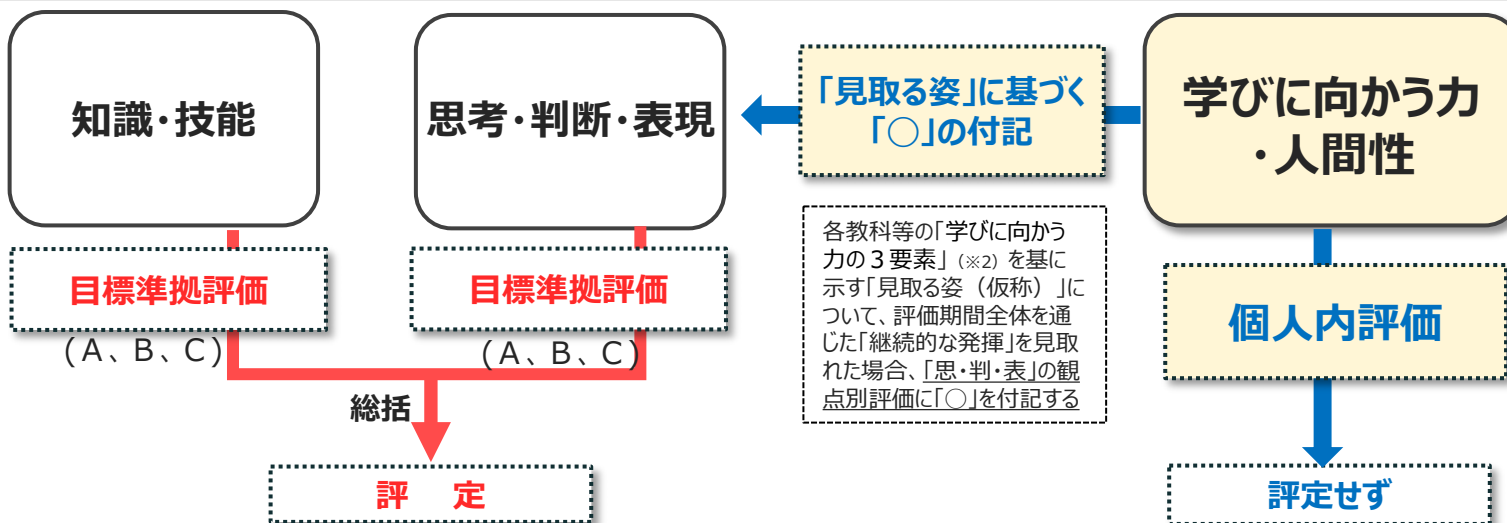 知識・技能
思考・判断・表現
「見取る姿」に基づく
「○」の付記
学びに向かう力
・人間性
各教科等の「学びに向かう
力の３要素」（※2）を基に
示す「見取る姿（仮称）」に
ついて、評価期間全体を通
じた「継続的な発揮」を見取
れた場合、「思・判・表」の観
点別評価に「○」を付記する
目標準拠評価
(Ａ、Ｂ、Ｃ)
目標準拠評価
(Ａ、Ｂ、Ｃ)
個人内評価
総括
評　定
評定せず